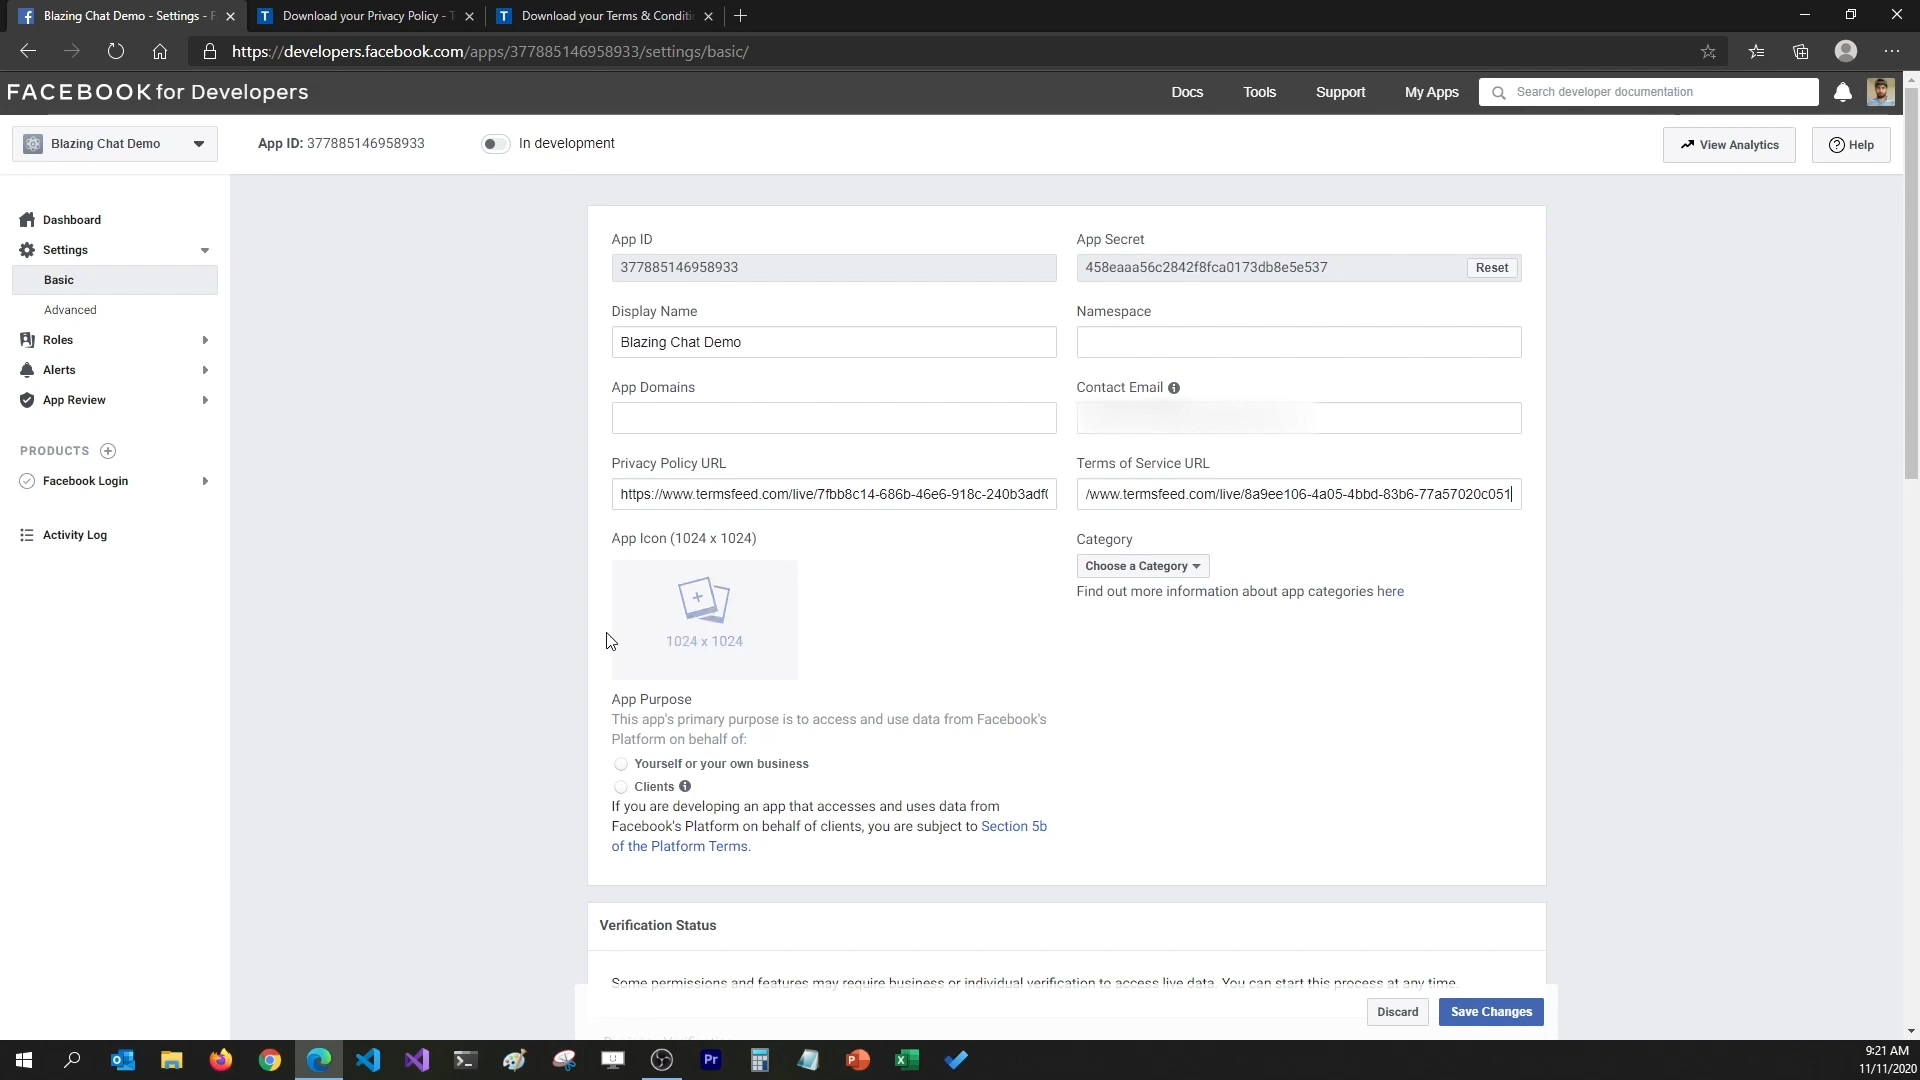 Blazing Chat Demo - Settings - F
Download your Privacy Policy - T
Download your Terms & Conditi
https://developers.facebook.com/apps/377885146958933/settings/basic/
FACEBOOK for Developers
Docs
Tools
Support
My Apps
Search developer documentation
Blazing Chat Demo
App ID: 377885146958933
In development
View Analytics
Help
Dashboard
Settings
Basic
Advanced
Roles
Alerts
App Review
PRODUCTS
Facebook Login
Activity Log
App ID
377885146958933
App Secret
458eaaa56c2842f8fca0173db8e5e537
Reset
Display Name
Blazing Chat Demo
Namespace
App Domains
Contact Email
Privacy Policy URL
https://www.termsfeed.com/live/7fbb8c14-686b-46e6-918c-240b3adf(
Terms of Service URL
/www.termsfeed.com/live/8a9ee106-4a05-4bbd-83b6-77a57020c051
App Icon (1024 x 1024)
1024 x 1024
Category
Choose a Category
Find out more information about app categories here
App Purpose
This app's primary purpose is to access and use data from Facebook's
Platform on behalf of:
Yourself or your own business
Clients
If you are developing an app that accesses and uses data from
Facebook's Platform on behalf of clients, you are subject to Section 5b
of the Platform Terms.
Verification Status
Some permissions and features may require business or individual verification to access live data. You can start this process at any time.
Discard
Save Changes
9:21 AM
11/11/2020